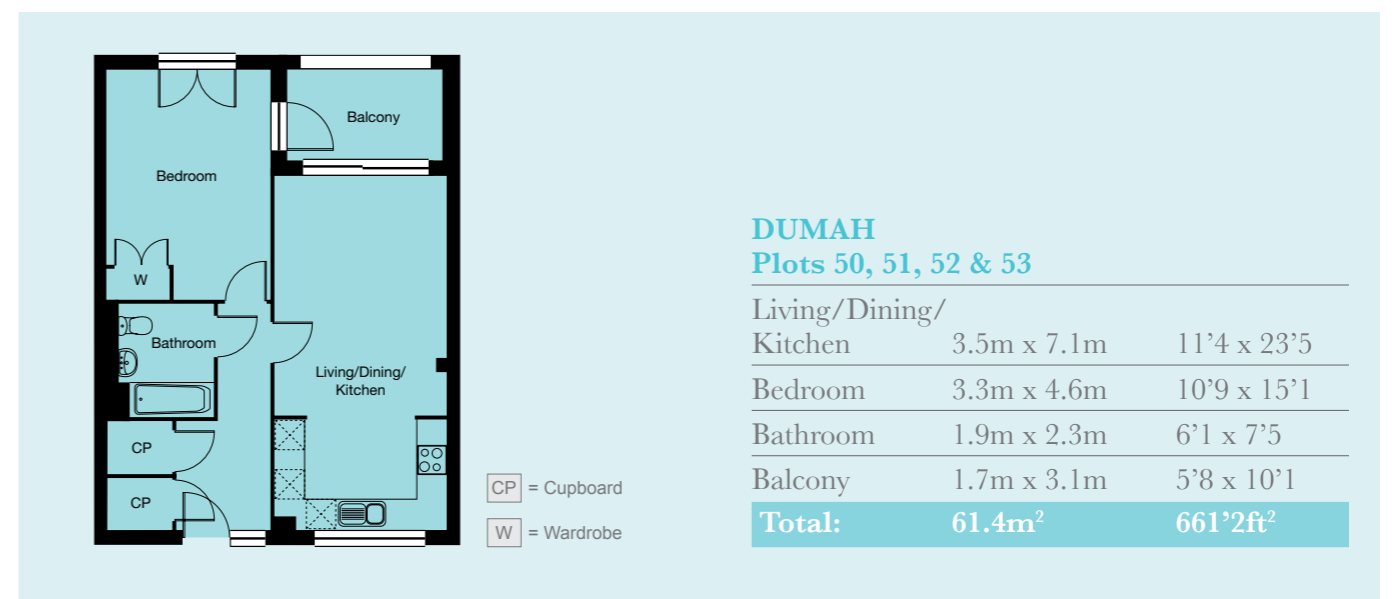 Balcony
Bedroom
W
Bathroom
Living/Dining/
Kitchen
CP
CP
CP = Cupboard
W = Wardrobe
DUMAH
Plots 50, 51, 52 & 53
Living/Dining/
Kitchen 3.5m x 7.1m 11’4 x 23’5
Bedroom 3.3m x 4.6m 10’9 x 15’1
Bathroom 1.9m x 2.3m 6’1 x 7’5
Balcony 1.7m x 3.1m 5’8 x 10’1
Total: 61.4m² 661’2ft²